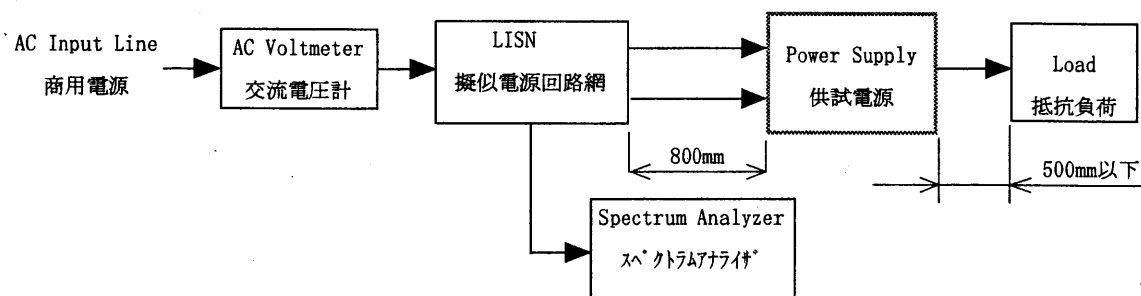 AC Input Line
商用電源
AC Voltmeter
交流電圧計
LISN
擬似電源回路網
Power Supply
供試電源
Load
抵抗負荷
800mm
500mm以下
Spectrum Analyzer
ｽﾍﾟｸﾄﾗﾑｱﾅﾗｲｻﾞ